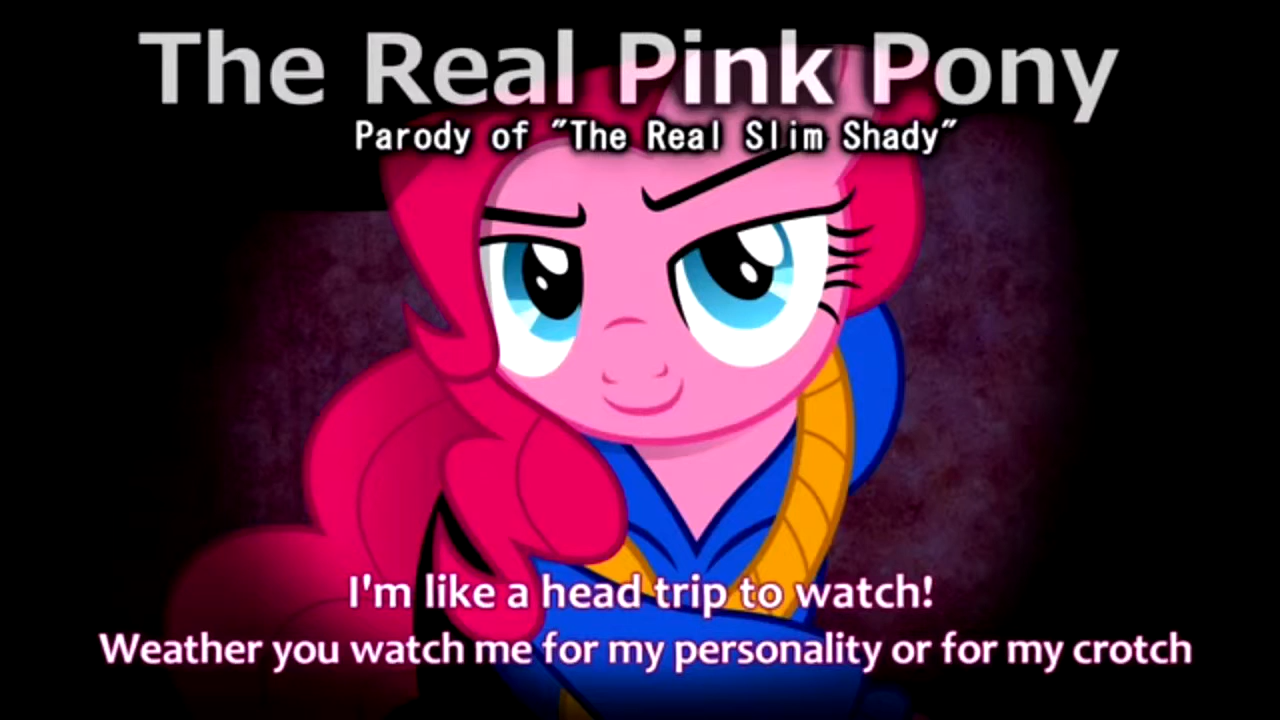 The Real Pink Pony
Parody of "The Real Slim Shady"
I'm like a head trip to watch!
Weather you watch me for my personality or for my crotch